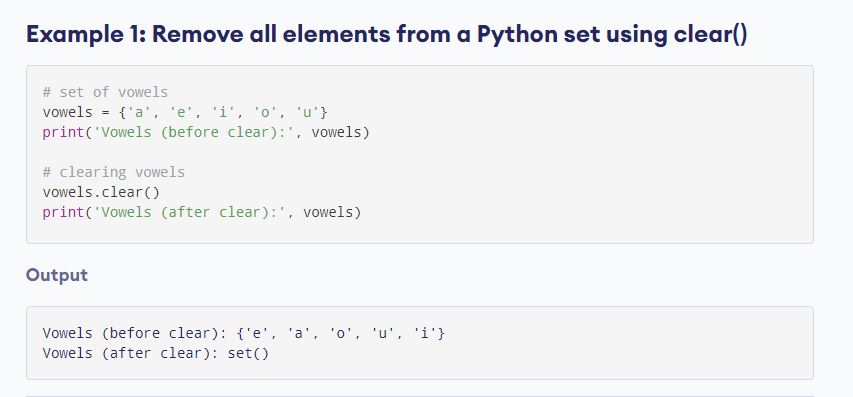 Example 1: Remove all elements from a Python set using clear()
# set of vowels
vowels = {'a', 'e', 'i', 'o', 'u'}
print('Vowels (before clear):', vowels)
# clearing vowels
vowels.clear()
print('Vowels (after clear):', vowels)
Output
Vowels (before clear): {'e', 'a', 'o', 'u', 'i'}
Vowels (after clear): set()